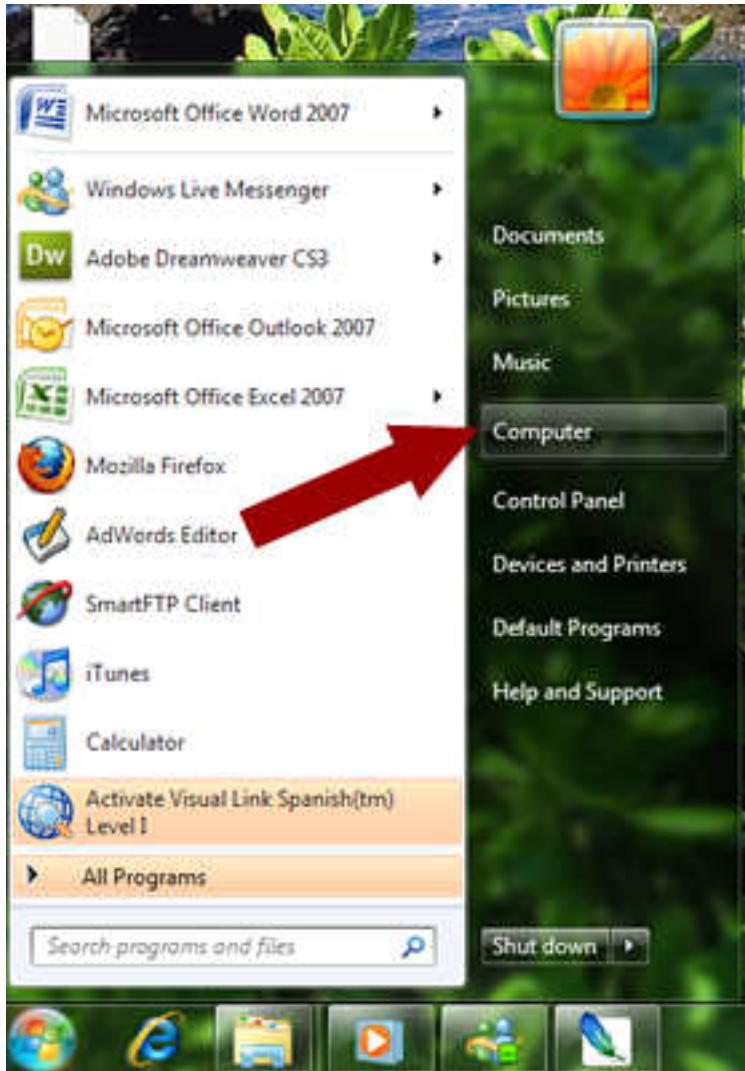 Microsoft Office Word 2007
Windows Live Messenger
Dw
Adobe Dreamweaver CS3
Microsoft Office Outlook 2007
Microsoft Office Excel 2007
Mozilla Firefox
AdWords Editor
SmartFTP Client
iTunes
Calculator
Activate Visual Link Spanish(tm)
Level I
All Programs
Search programs and files
Documents
Pictures
Music
Computer
Control Panel
Devices and Printers
Default Programs
Help and Support
Shut down